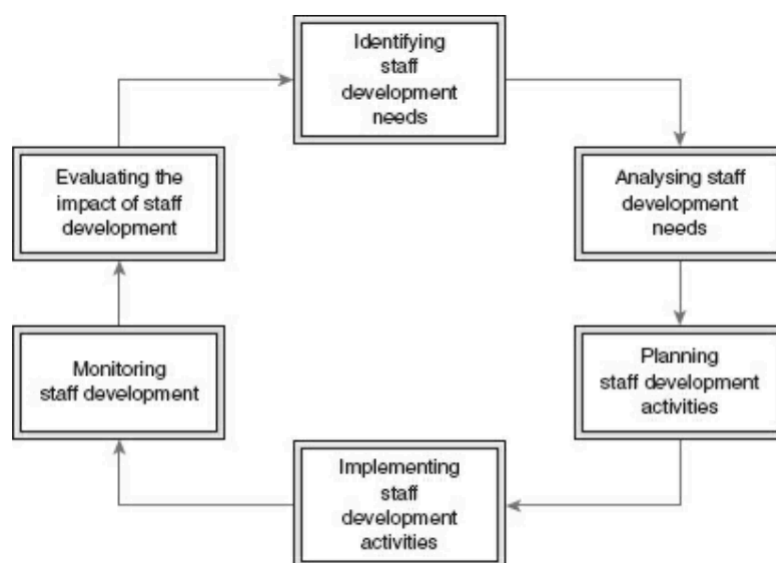 Identifying
staff
development
needs
Analysing staff
development
needs
Planning
staff development
activities
Implementing
staff
development
activities
Monitoring
staff development
Evaluating the
impact of staff
development